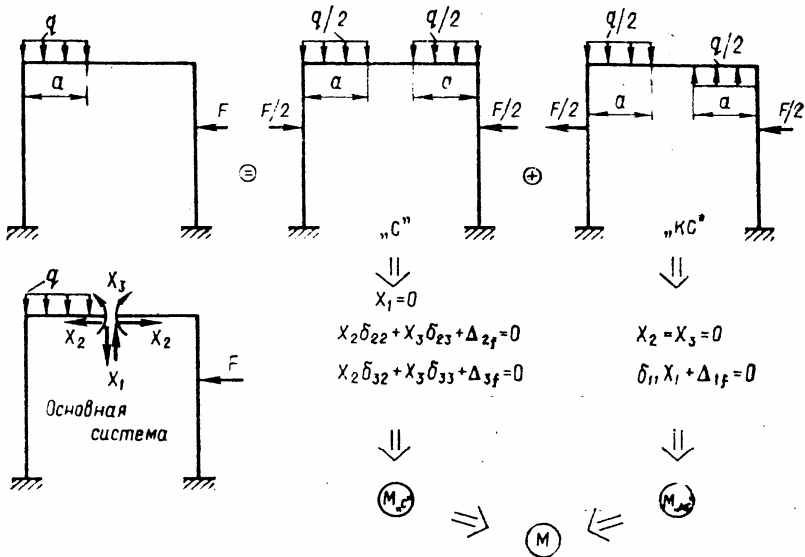 q
a
F
=
q/2
q/2
a
a
F/2
F/2
+
q/2
q/2
a
a
F/2
F/2
„С"
„КС"
X₁=0
X₂δ₂₂+X₃δ₂₃+Δ₂f=0
X₂δ₃₂+X₃δ₃₃+Δ₃f=0
X₂=X₃=0
δ₁₁X₁+Δ₁f=0
q
X₃
X₂
X₂
X₁
F
Основная
система
M„С"
M„КС"
M